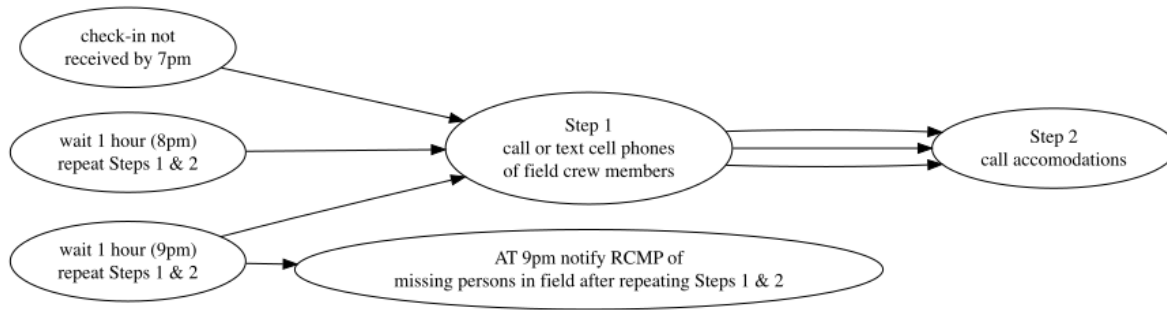 check-in not
received by 7pm
wait 1 hour (8pm)
repeat Steps 1 & 2
wait 1 hour (9pm)
repeat Steps 1 & 2
Step 1
call or text cell phones
of field crew members
AT 9pm notify RCMP of
missing persons in field after repeating Steps 1 & 2
Step 2
call accomodations